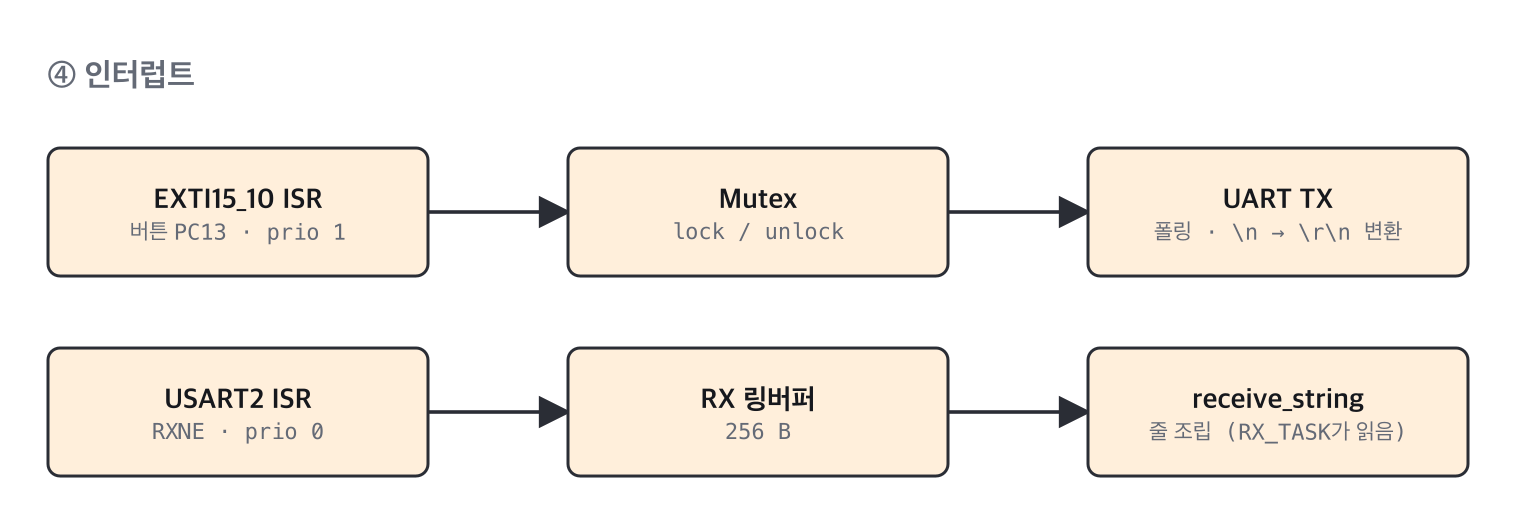 ④ 인터럽트
EXTI15_10 ISR
버튼 PC13 · prio 1
Mutex
lock / unlock
UART TX
폴링 · \n → \r\n 변환
USART2 ISR
RXNE · prio 0
RX 링버퍼
256 B
receive_string
줄 조립 (RX_TASK가 읽음)